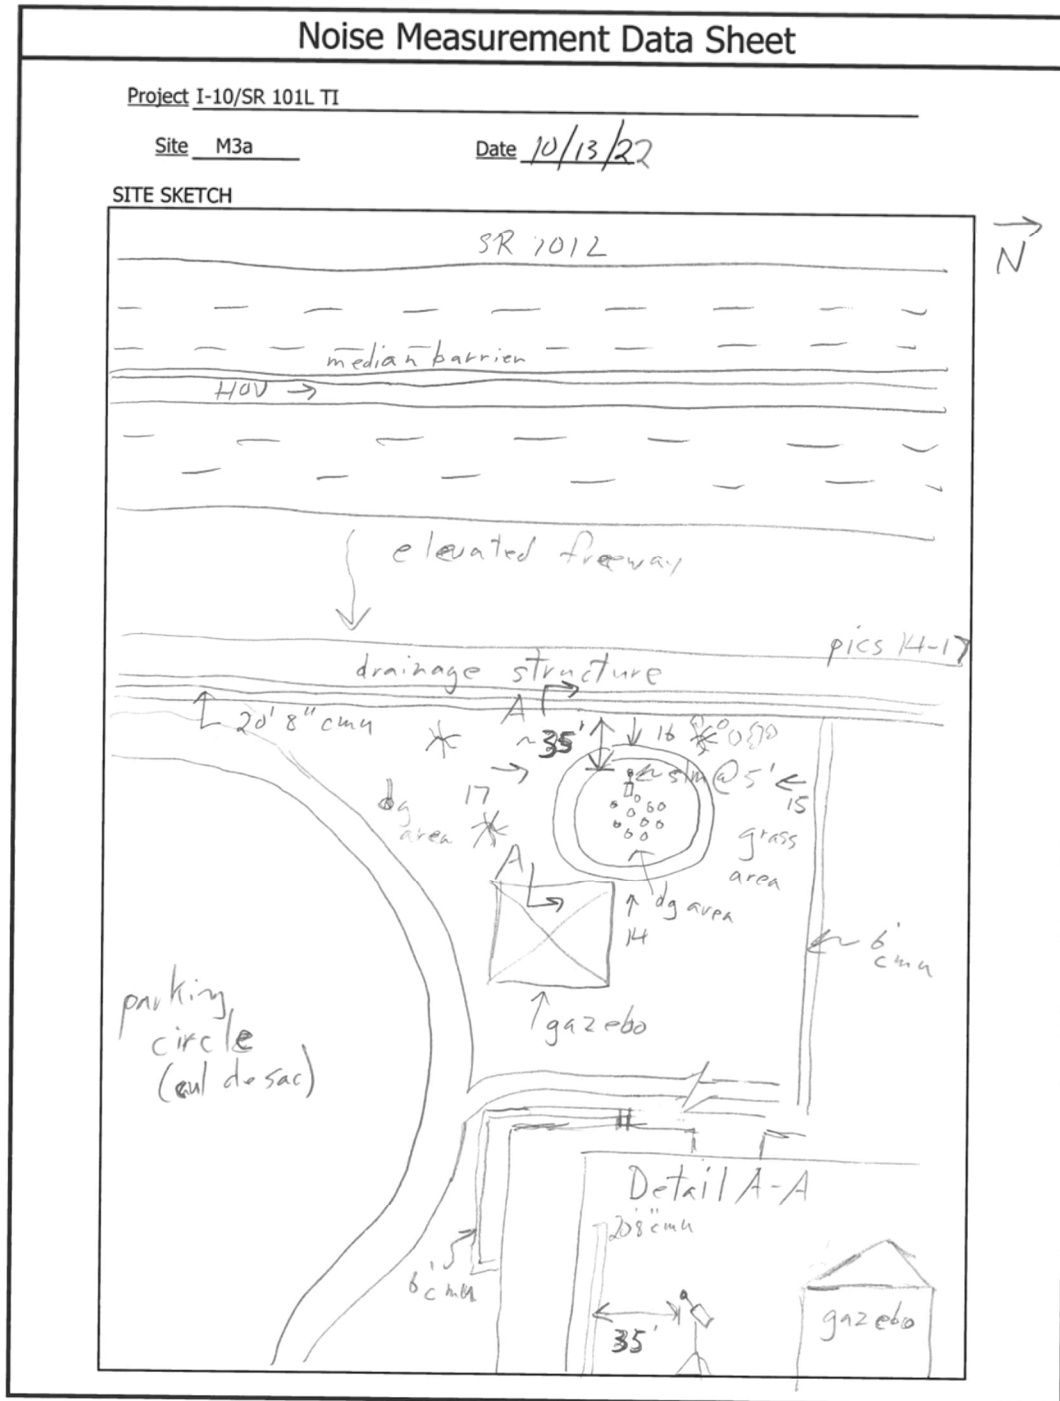 Noise Measurement Data Sheet
Project I-10/SR 101L TI
Site M3a
Date 10/13/22
SITE SKETCH
N
SR 101L
median barrier
HOV
elevated freeway
pics 14-17
drainage structure
A
20' 8" cmu
~35'
16
slm @ 5'
15
17
dg
area
grass
area
A
dg area
14
6'
cmu
gazebo
parking
circle
(cul de sac)
Detail A-A
20'8" cmu
6'
cmu
35'
gazebo